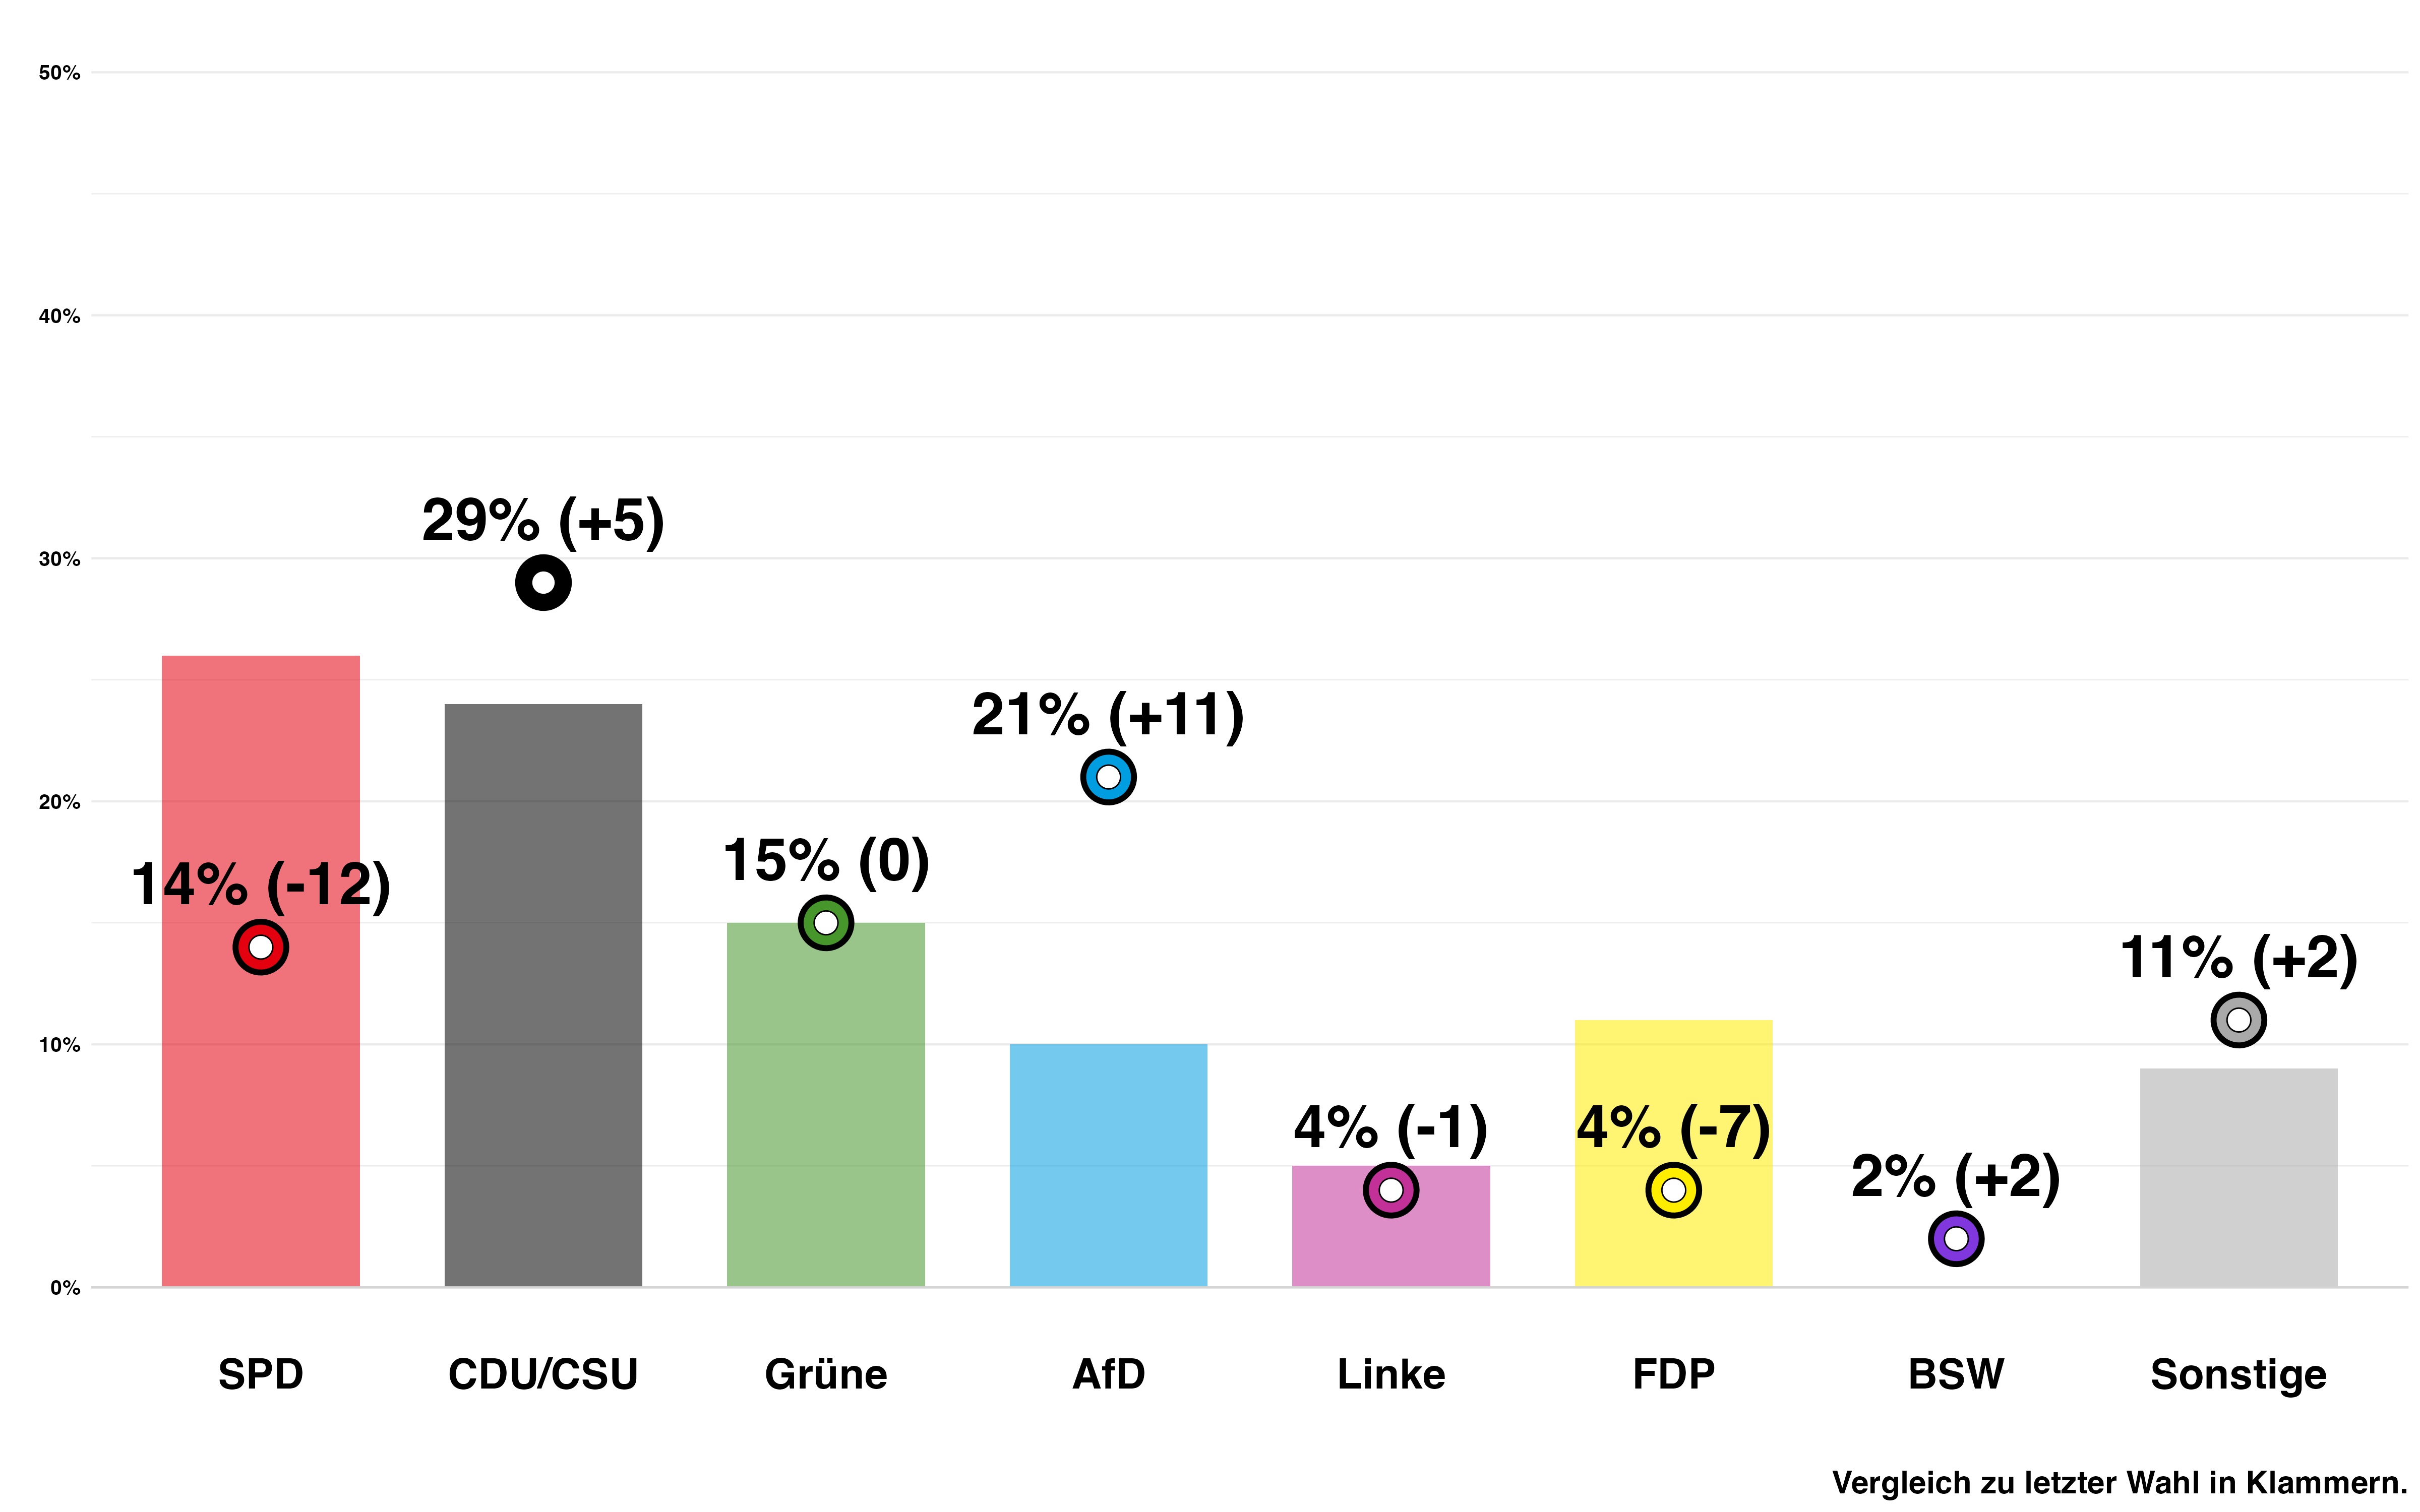 50%
40%
30%
20%
10%
0%
14% (-12)
29% (+5)
15% (0)
21% (+11)
4% (-1)
4% (-7)
2% (+2)
11% (+2)
SPD
CDU/CSU
Grüne
AfD
Linke
FDP
BSW
Sonstige
Vergleich zu letzter Wahl in Klammern.